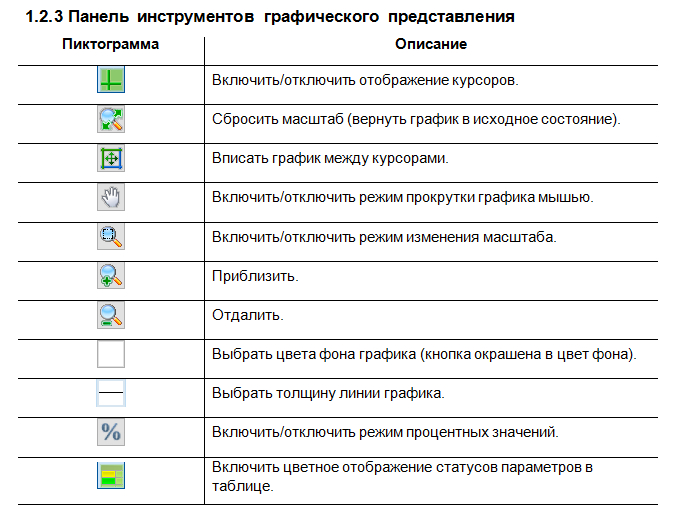 1.2.3 Панель инструментов графического представления
Пиктограмма Описание
Включить/отключить отображение курсоров.
Сбросить масштаб (вернуть график в исходное состояние).
Вписать график между курсорами.
Включить/отключить режим прокрутки графика мышью.
Включить/отключить режим изменения масштаба.
Приблизить.
Отдалить.
Выбрать цвета фона графика (кнопка окрашена в цвет фона).
Выбрать толщину линии графика.
% Включить/отключить режим процентных значений.
Включить цветное отображение статусов параметров в
таблице.